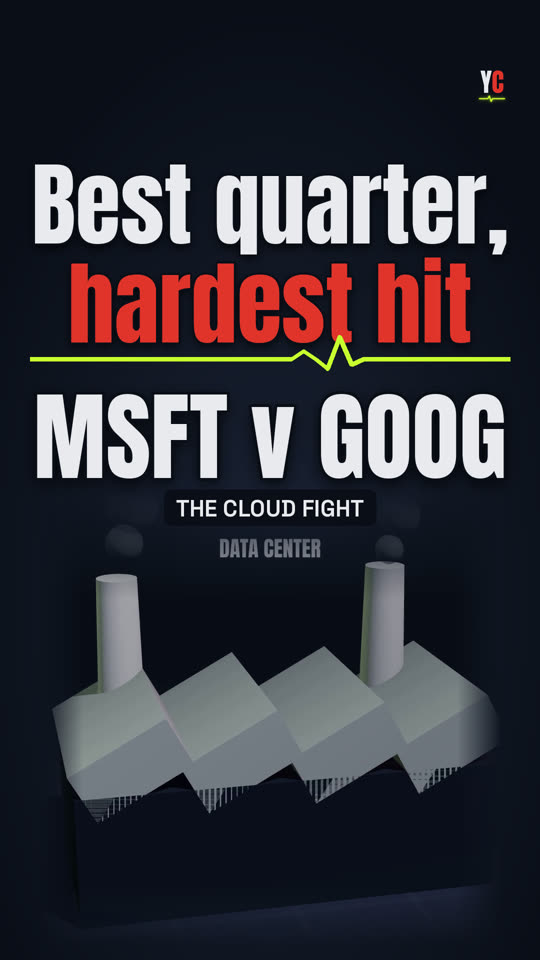 YC
Best quarter,
hardest hit
MSFT v GOOG
THE CLOUD FIGHT
DATA CENTER